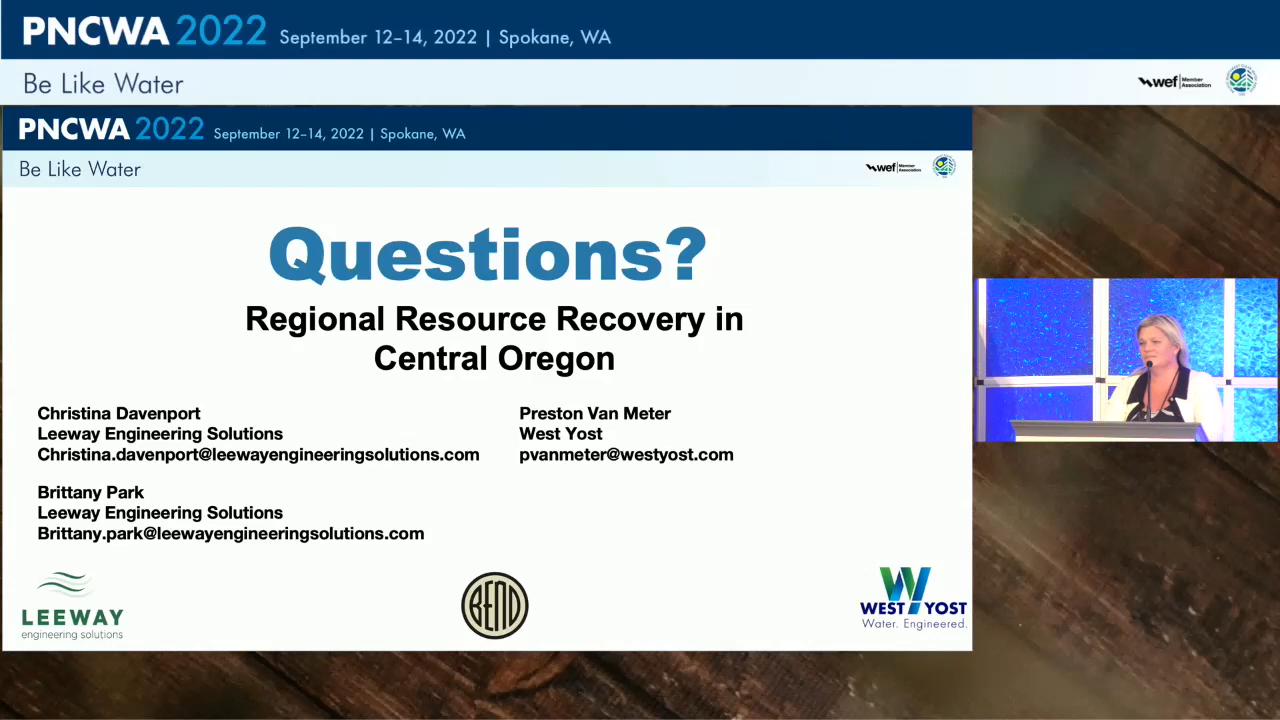 PNCWA 2022 September 12–14, 2022 | Spokane, WA
Be Like Water
wef Member Association
PNCWA 2022 September 12–14, 2022 | Spokane, WA
Be Like Water
wef Member Association
Questions?
Regional Resource Recovery in
Central Oregon
Christina Davenport
Leeway Engineering Solutions
Christina.davenport@leewayengineeringsolutions.com
Preston Van Meter
West Yost
pvanmeter@westyost.com
Brittany Park
Leeway Engineering Solutions
Brittany.park@leewayengineeringsolutions.com
LEEWAY
engineering solutions
BEND
WEST YOST
Water. Engineered.